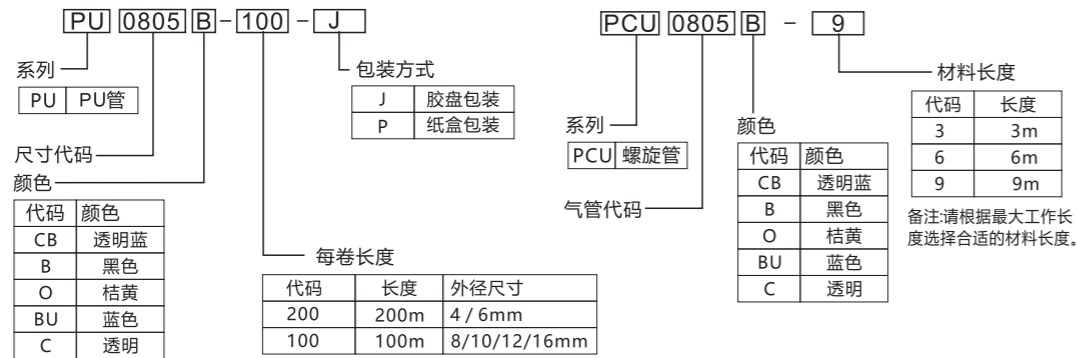 PU 0805 B - 100 - J
系列
PU PU管
尺寸代码
颜色
代码 颜色
CB 透明蓝
B 黑色
O 桔黄
BU 蓝色
C 透明
包装方式
J 胶盘包装
P 纸盒包装
每卷长度
代码 长度 外径尺寸
200 200m 4 / 6mm
100 100m 8/10/12/16mm
PCU 0805 B - 9
系列
PCU 螺旋管
气管代码
颜色
代码 颜色
CB 透明蓝
B 黑色
O 桔黄
BU 蓝色
C 透明
材料长度
代码 长度
3 3m
6 6m
9 9m
备注:请根据最大工作长
度选择合适的材料长度。